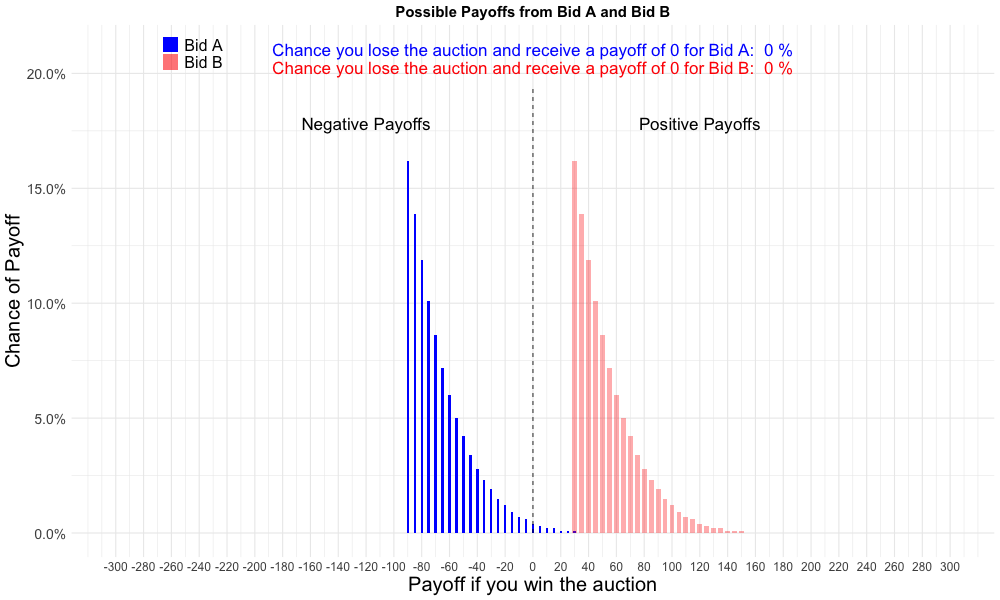 Possible Payoffs from Bid A and Bid B
Bid A
Bid B
Chance you lose the auction and receive a payoff of 0 for Bid A:  0 %
Chance you lose the auction and receive a payoff of 0 for Bid B:  0 %
Negative Payoffs
Positive Payoffs
Chance of Payoff
20.0%
15.0%
10.0%
5.0%
0.0%
-300 -280 -260 -240 -220 -200 -180 -160 -140 -120 -100 -80 -60 -40 -20 0 20 40 60 80 100 120 140 160 180 200 220 240 260 280 300
Payoff if you win the auction